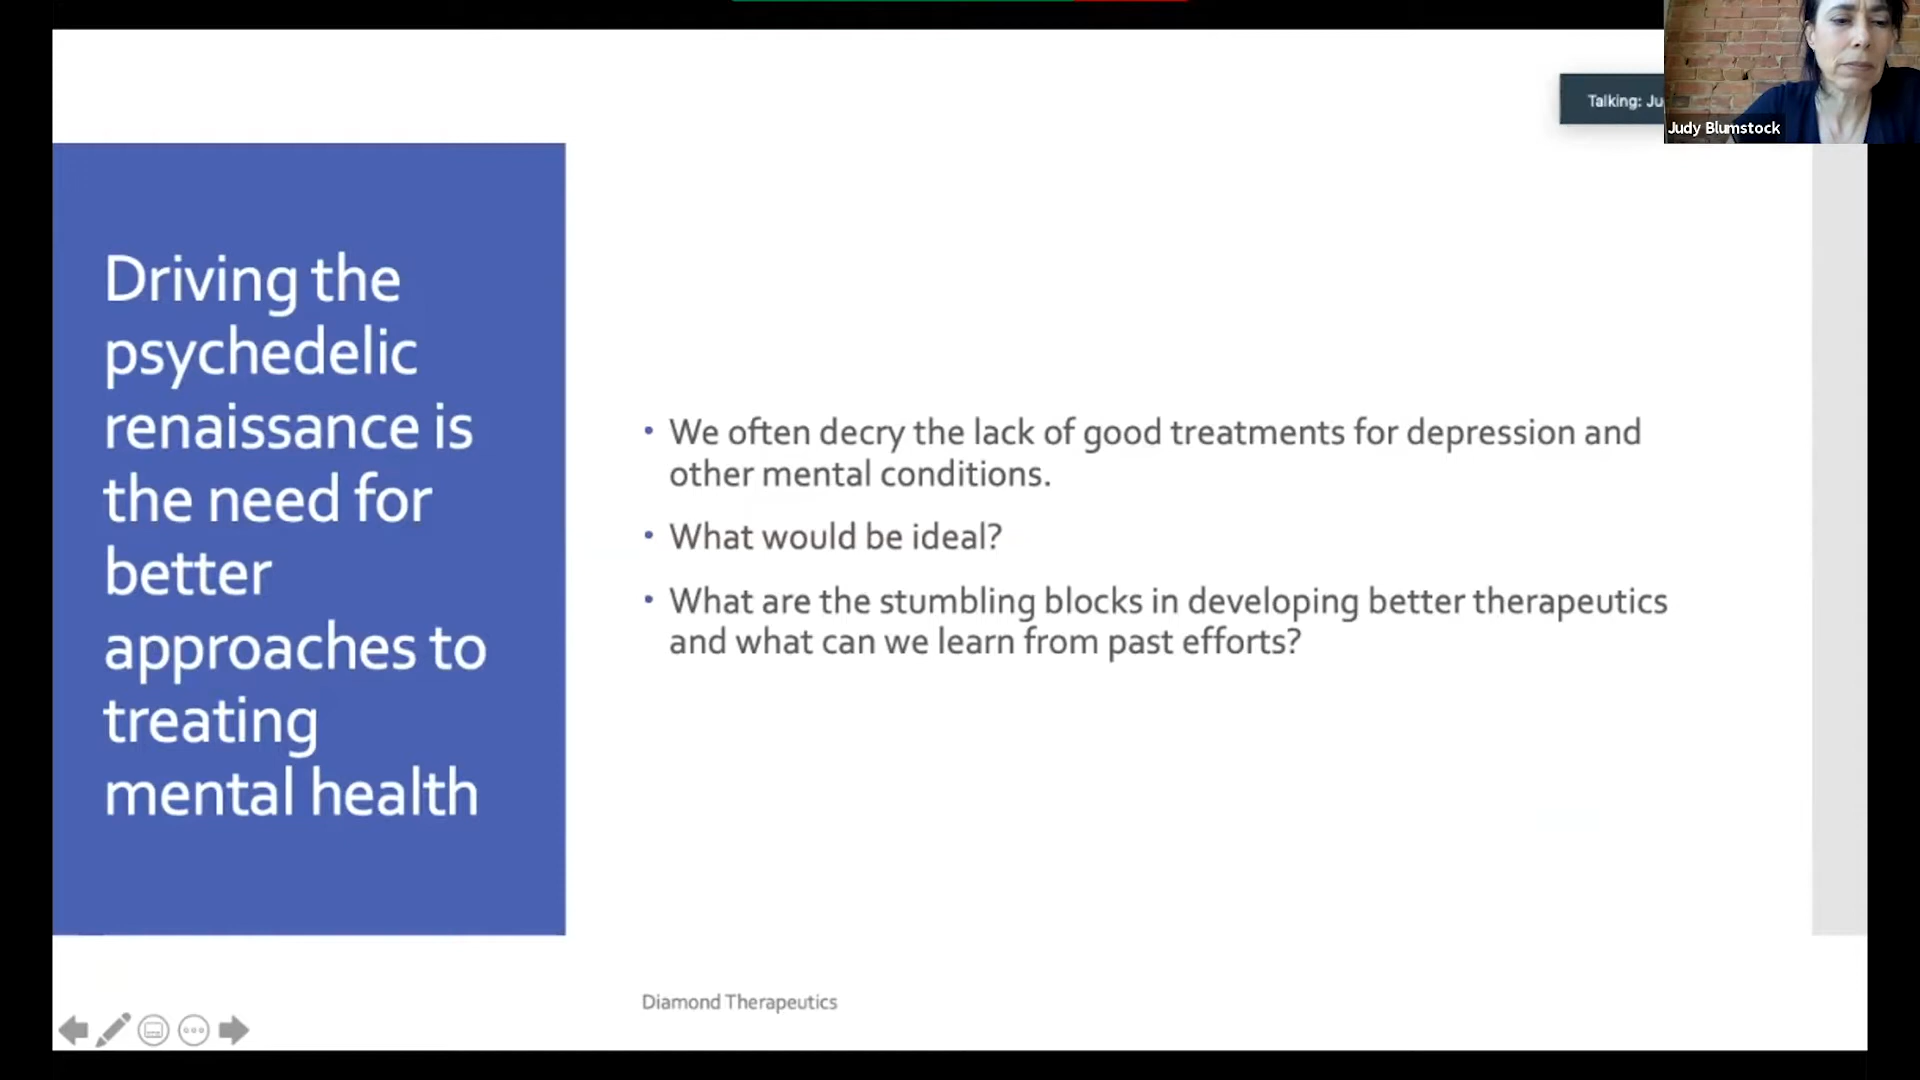 Talking: Ju
Judy Blumstock
Driving the
psychedelic
renaissance is
the need for
better
approaches to
treating
mental health
• We often decry the lack of good treatments for depression and
other mental conditions.
• What would be ideal?
• What are the stumbling blocks in developing better therapeutics
and what can we learn from past efforts?
Diamond Therapeutics